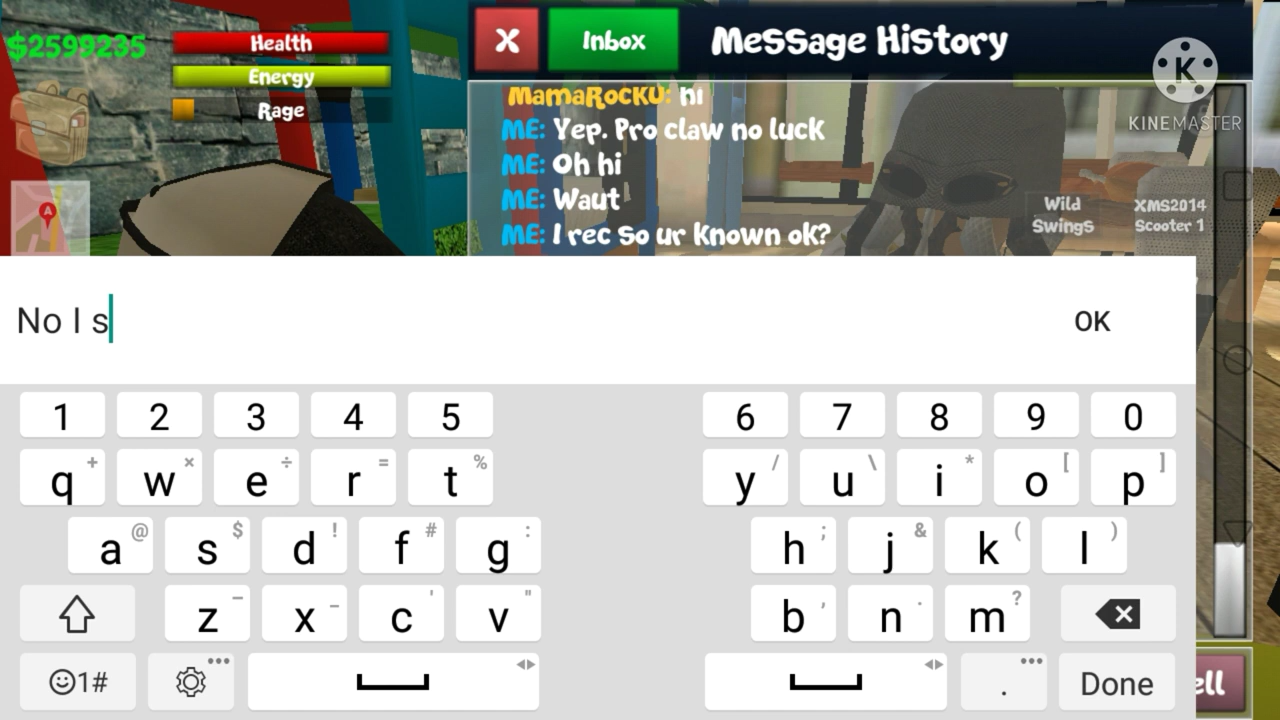 $2599235
Health
Energy
Rage
A
X
Inbox
Message History
MamaRocKU: hi
ME: Yep. Pro claw no luck
ME: Oh hi
ME: Waut
ME: I rec so ur known ok?
K
KINEMASTER
Wild
Swings
XMS2014
Scooter 1
No I s
OK
1 2 3 4 5 6 7 8 9 0
q + w × e ÷ r = t % y / u \ i * o [ p ]
a @ s $ d ! f # g : h ; j & k ( l )
z - x _ c ' v " b , n . m ?
1# . Done
ell